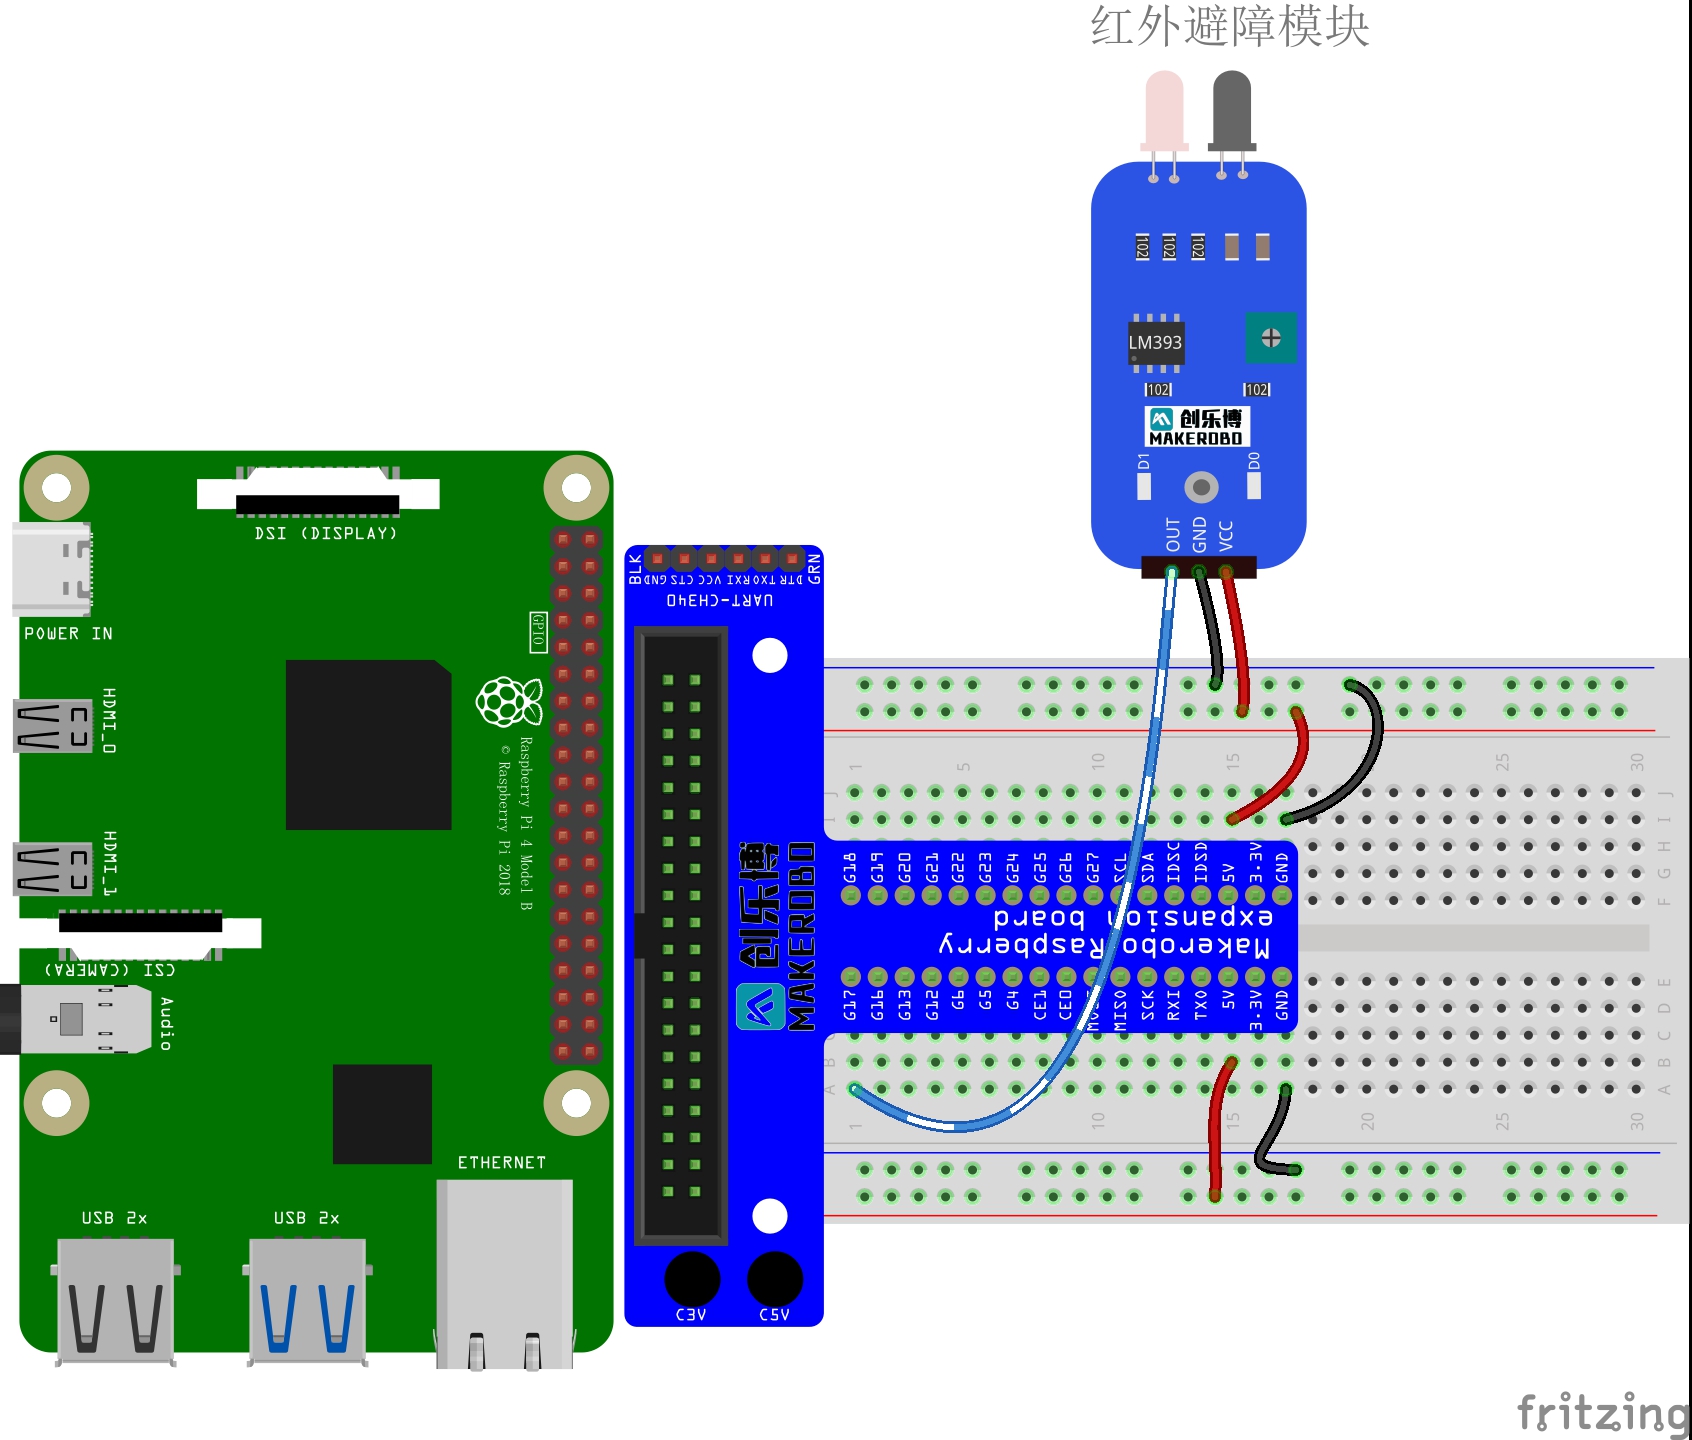 红外避障模块
102
102
102
LM393
102
102
创乐博
MAKEROBO
D1
D0
OUT
GND
VCC
DSI (DISPLAY)
POWER IN
HDMI_0
HDMI_1
GPIO
Raspberry Pi 4 Model B
© Raspberry Pi 2018
CSI (CAMERA)
Audio
ETHERNET
USB 2x
USB 2x
BLK
GND
CTS
VCC
RXI
TXO
DTR
GRN
UART-CH340
创乐博
MAKEROBO
C3V
C5V
1 5 10 15 25 30
J
I
J
I
H
G
F
G18 G19 G20 G21 G22 G23 G24 G25 G26 G27 SCL SDA IDSC IDSD 5V 3.3V GND
Makerobo Raspberry
expansion board
G17 G16 G13 G12 G6 G5 G4 CE1 CE0 MOSI MISO SCK RXI TXO 5V 3.3V GND
E
D
C
B
A
C
B
A
1 10 15 20 25 30
fritzing